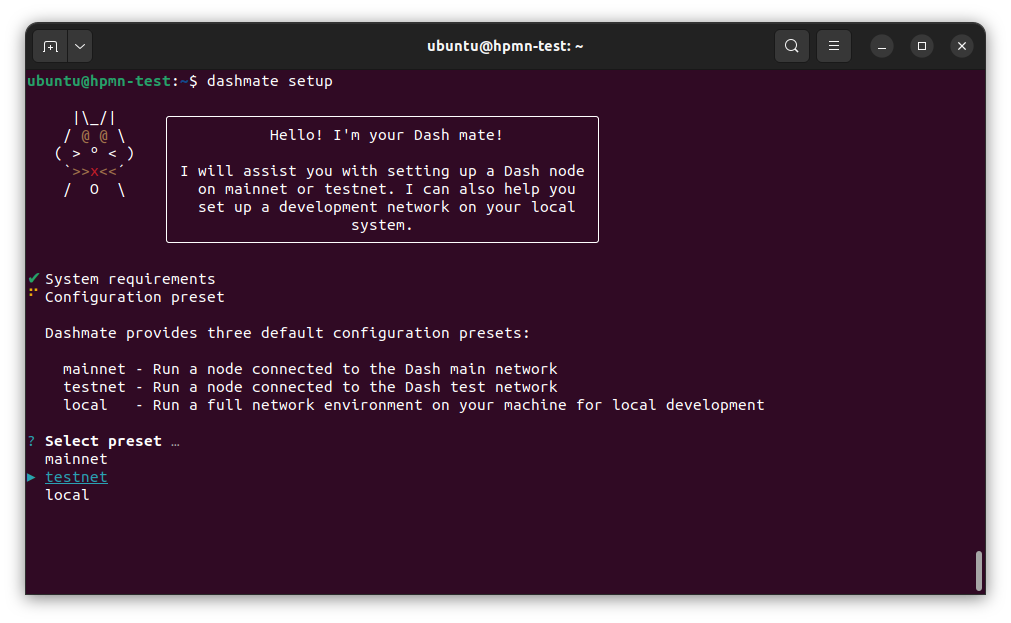 ubuntu@hpmn-test: ~
ubuntu@hpmn-test:~$ dashmate setup
|\_/|
/ @ @ \
( > º < )
`>>x<<´
/  O  \
Hello! I'm your Dash mate!
I will assist you with setting up a Dash node
on mainnet or testnet. I can also help you
set up a development network on your local
system.
✔ System requirements
Configuration preset
Dashmate provides three default configuration presets:
mainnet - Run a node connected to the Dash main network
testnet - Run a node connected to the Dash test network
local   - Run a full network environment on your machine for local development
? Select preset …
mainnet
▸ testnet
local